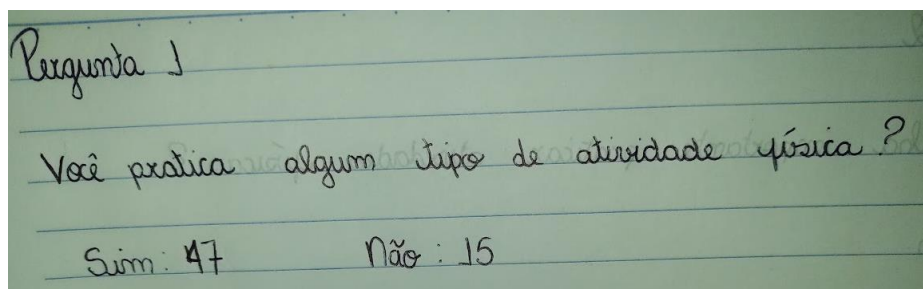 Pergunta 1
Você pratica algum tipo de atividade física?
Sim: 47 Não: 15